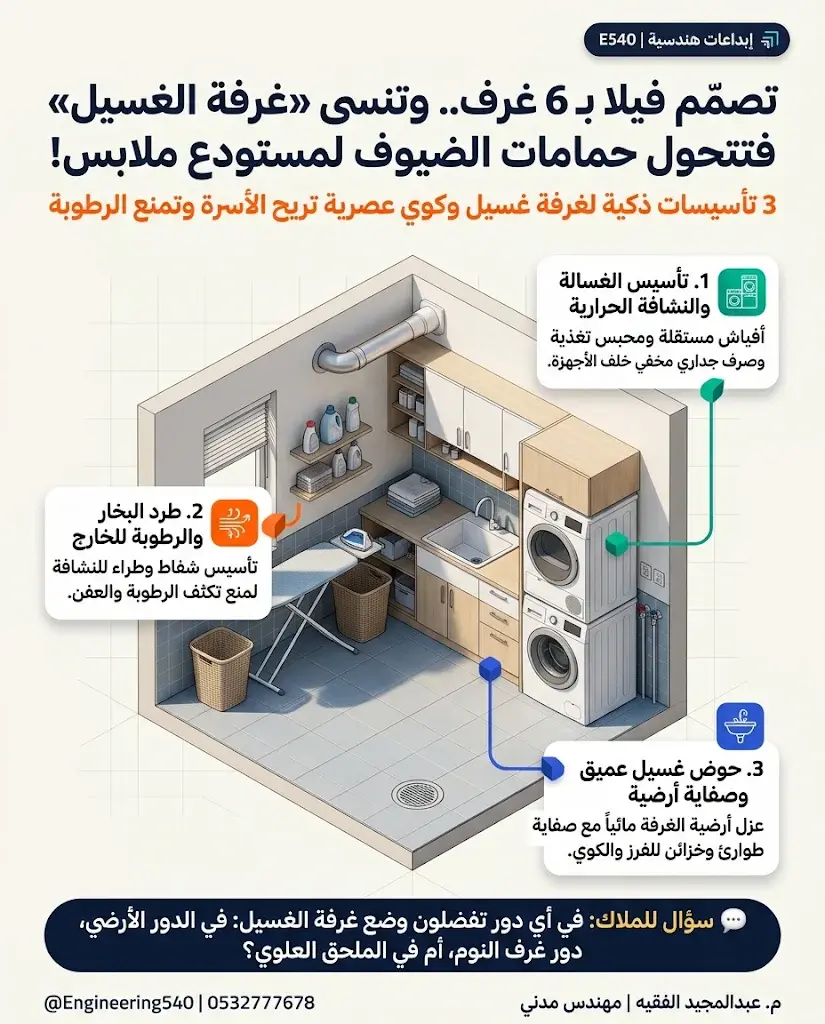 إبداعات هندسية | E540
تصمّم فيلا بـ 6 غرف.. وتنسى «غرفة الغسيل»
فتتحول حمامات الضيوف لمستودع ملابس!
3 تأسيسات ذكية لغرفة غسيل وكوي عصرية تريح الأسرة وتمنع الرطوبة
1. تأسيس الغسالة
والنشافة الحرارية
أفياش مستقلة ومحبس تغذية
وصرف جداري مخفي خلف الأجهزة.
2. طرد البخار
والرطوبة للخارج
تأسيس شفاط وطراء للنشافة
لمنع تكثف الرطوبة والعفن.
3. حوض غسيل عميق
وصفاية أرضية
عزل أرضية الغرفة مائياً مع صفاية
طوارئ وخزائن للفرز والكوي.
💬 سؤال للملاك: في أي دور تفضلون وضع غرفة الغسيل: في الدور الأرضي،
دور غرف النوم، أم في الملحق العلوي؟
م. عبدالمجيد الفقيه | مهندس مدني
@Engineering540 | 0532777678